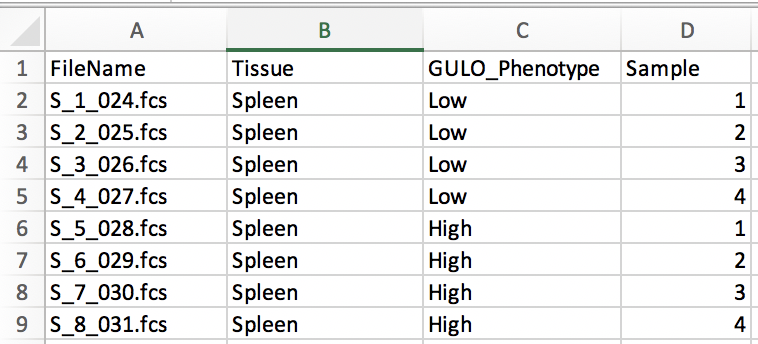 A B C D
1 FileName Tissue GULO_Phenotype Sample
2 S_1_024.fcs Spleen Low 1
3 S_2_025.fcs Spleen Low 2
4 S_3_026.fcs Spleen Low 3
5 S_4_027.fcs Spleen Low 4
6 S_5_028.fcs Spleen High 1
7 S_6_029.fcs Spleen High 2
8 S_7_030.fcs Spleen High 3
9 S_8_031.fcs Spleen High 4